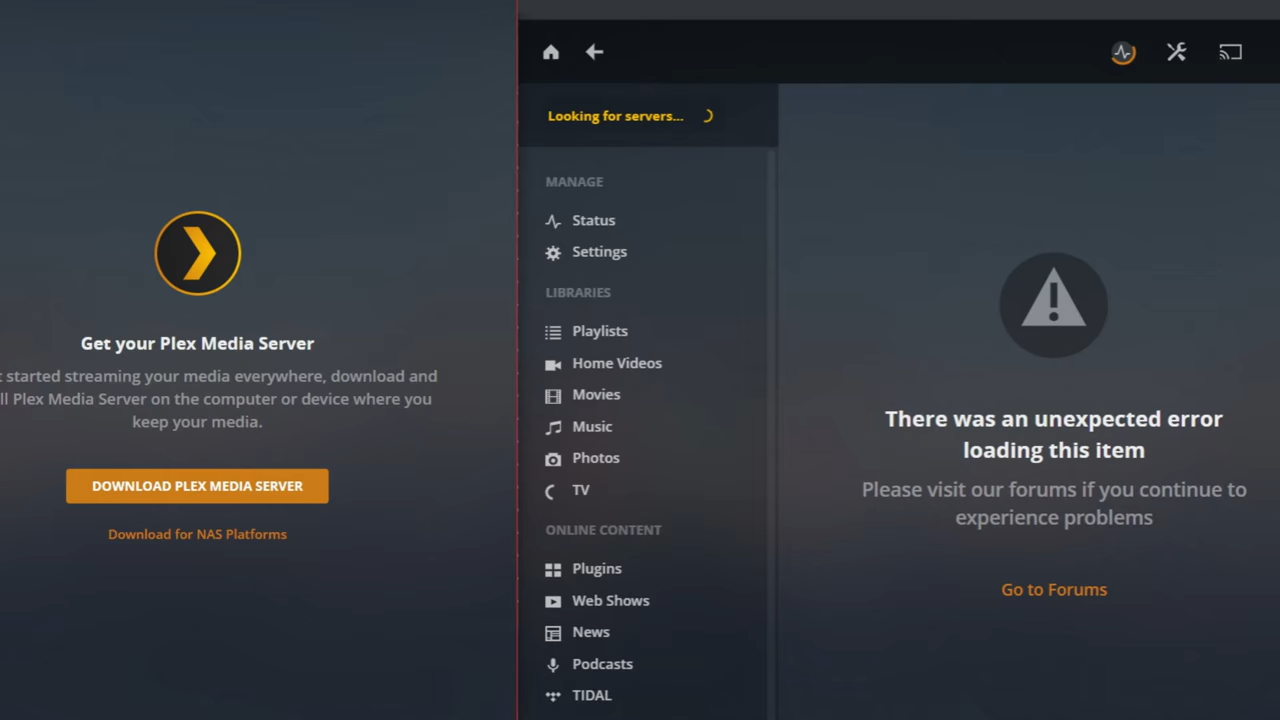 Get your Plex Media Server
t started streaming your media everywhere, download and
ll Plex Media Server on the computer or device where you
keep your media.
DOWNLOAD PLEX MEDIA SERVER
Download for NAS Platforms
Looking for servers...
MANAGE
Status
Settings
LIBRARIES
Playlists
Home Videos
Movies
Music
Photos
TV
ONLINE CONTENT
Plugins
Web Shows
News
Podcasts
TIDAL
There was an unexpected error
loading this item
Please visit our forums if you continue to
experience problems
Go to Forums